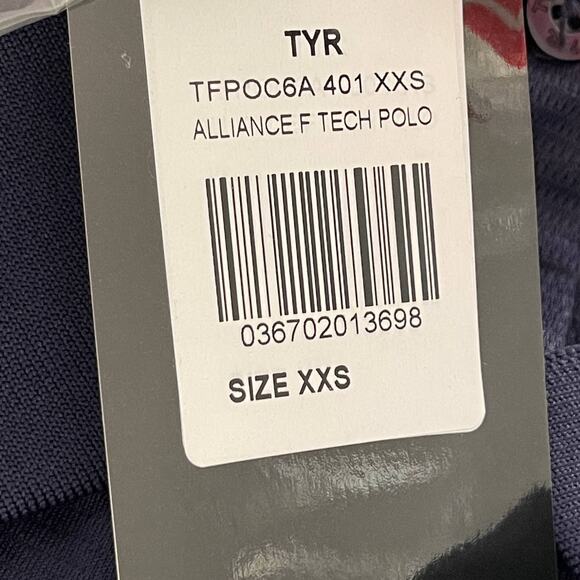 TYR
TFPOC6A 401 XXS
ALLIANCE F TECH POLO
036702013698
SIZE XXS